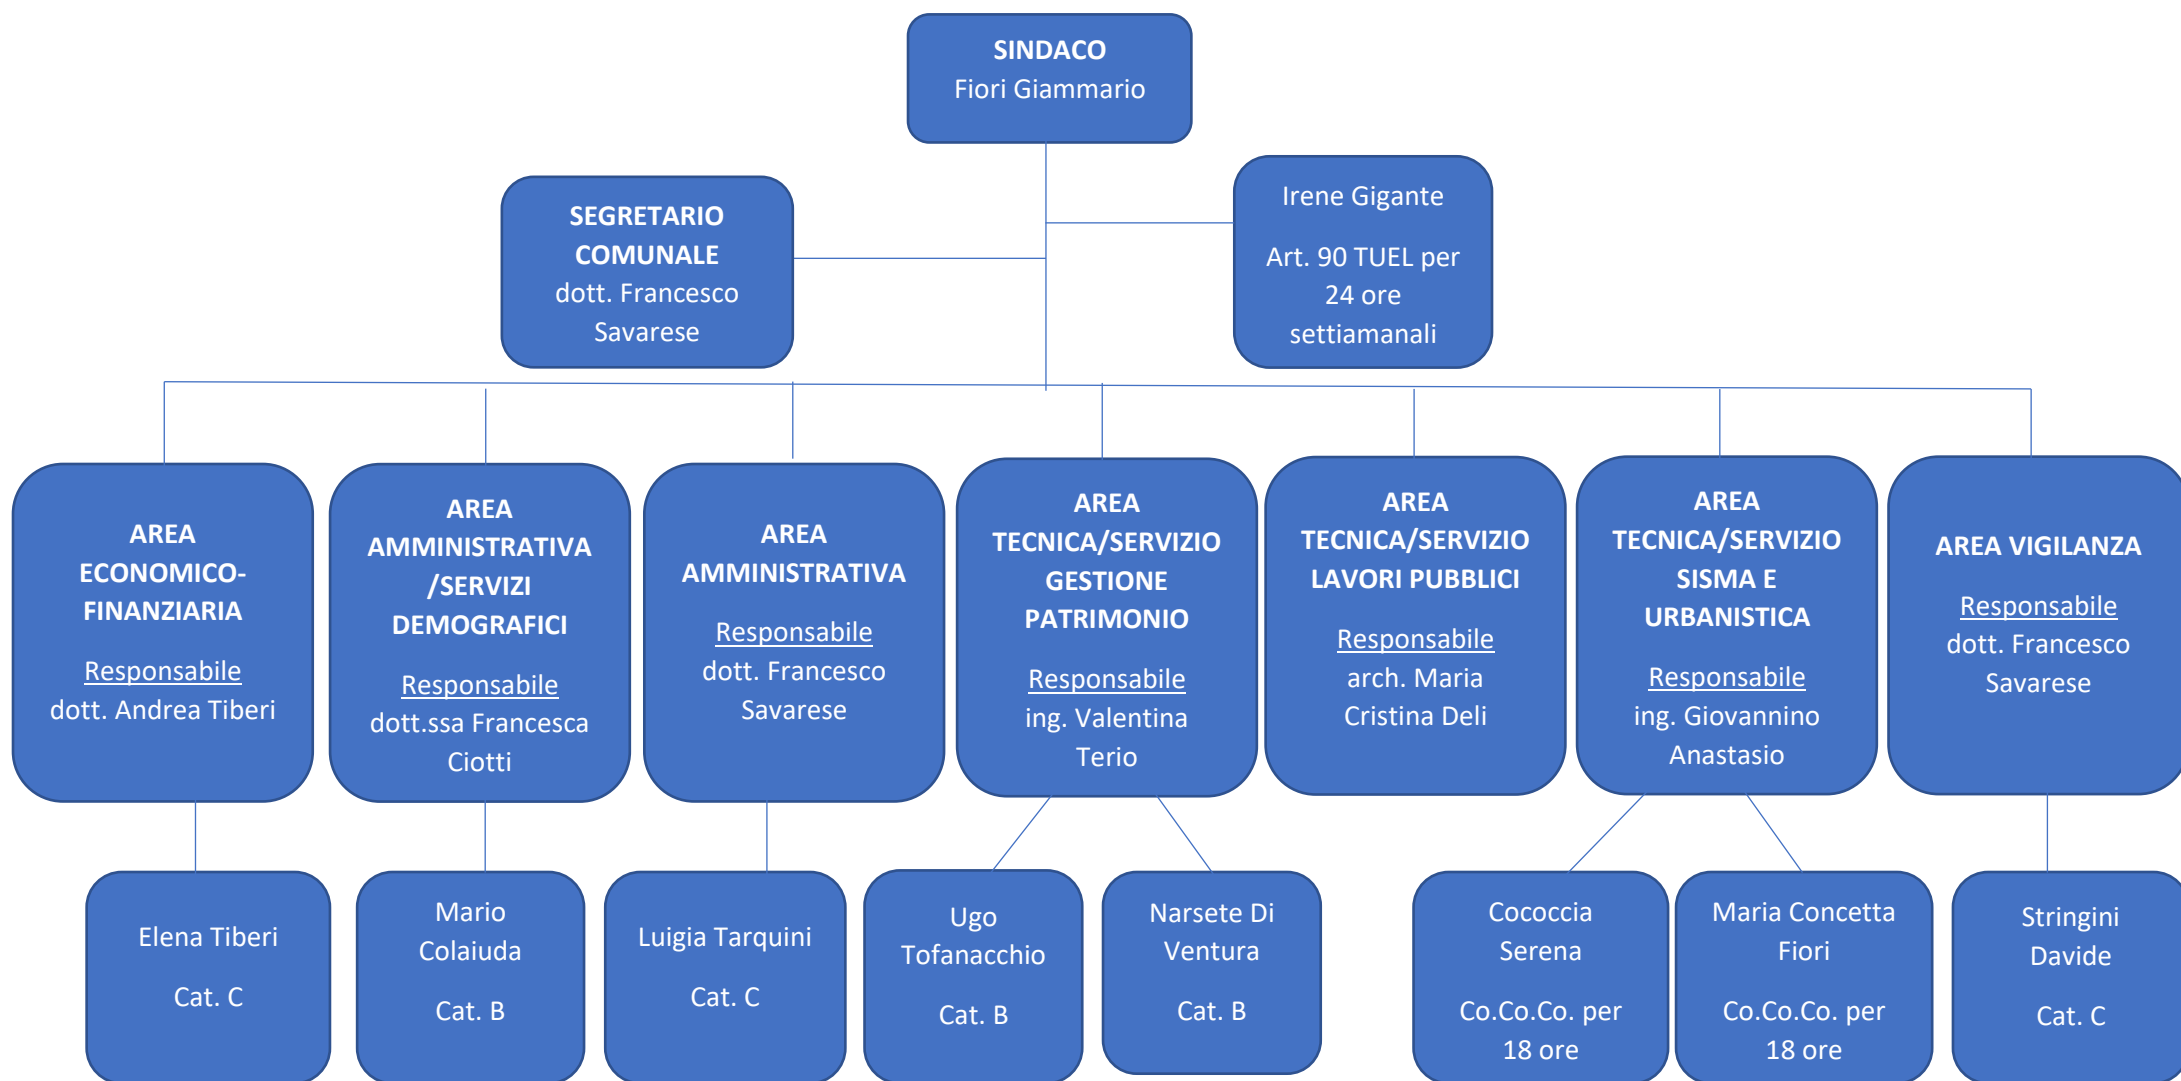 SINDACO
Fiori Giammario
SEGRETARIO
COMUNALE
dott. Francesco
Savarese
Irene Gigante
Art. 90 TUEL per
24 ore
settiamanali
AREA
ECONOMICO-
FINANZIARIA
Responsabile
dott. Andrea Tiberi
AREA
AMMINISTRATIVA
/SERVIZI
DEMOGRAFICI
Responsabile
dott.ssa Francesca
Ciotti
AREA
AMMINISTRATIVA
Responsabile
dott. Francesco
Savarese
AREA
TECNICA/SERVIZIO
GESTIONE
PATRIMONIO
Responsabile
ing. Valentina
Terio
AREA
TECNICA/SERVIZIO
LAVORI PUBBLICI
Responsabile
arch. Maria
Cristina Deli
AREA
TECNICA/SERVIZIO
SISMA E
URBANISTICA
Responsabile
ing. Giovannino
Anastasio
AREA VIGILANZA
Responsabile
dott. Francesco
Savarese
Elena Tiberi
Cat. C
Mario
Colaiuda
Cat. B
Luigia Tarquini
Cat. C
Ugo
Tofanacchio
Cat. B
Narsete Di
Ventura
Cat. B
Cococcia
Serena
Co.Co.Co. per
18 ore
Maria Concetta
Fiori
Co.Co.Co. per
18 ore
Stringini
Davide
Cat. C